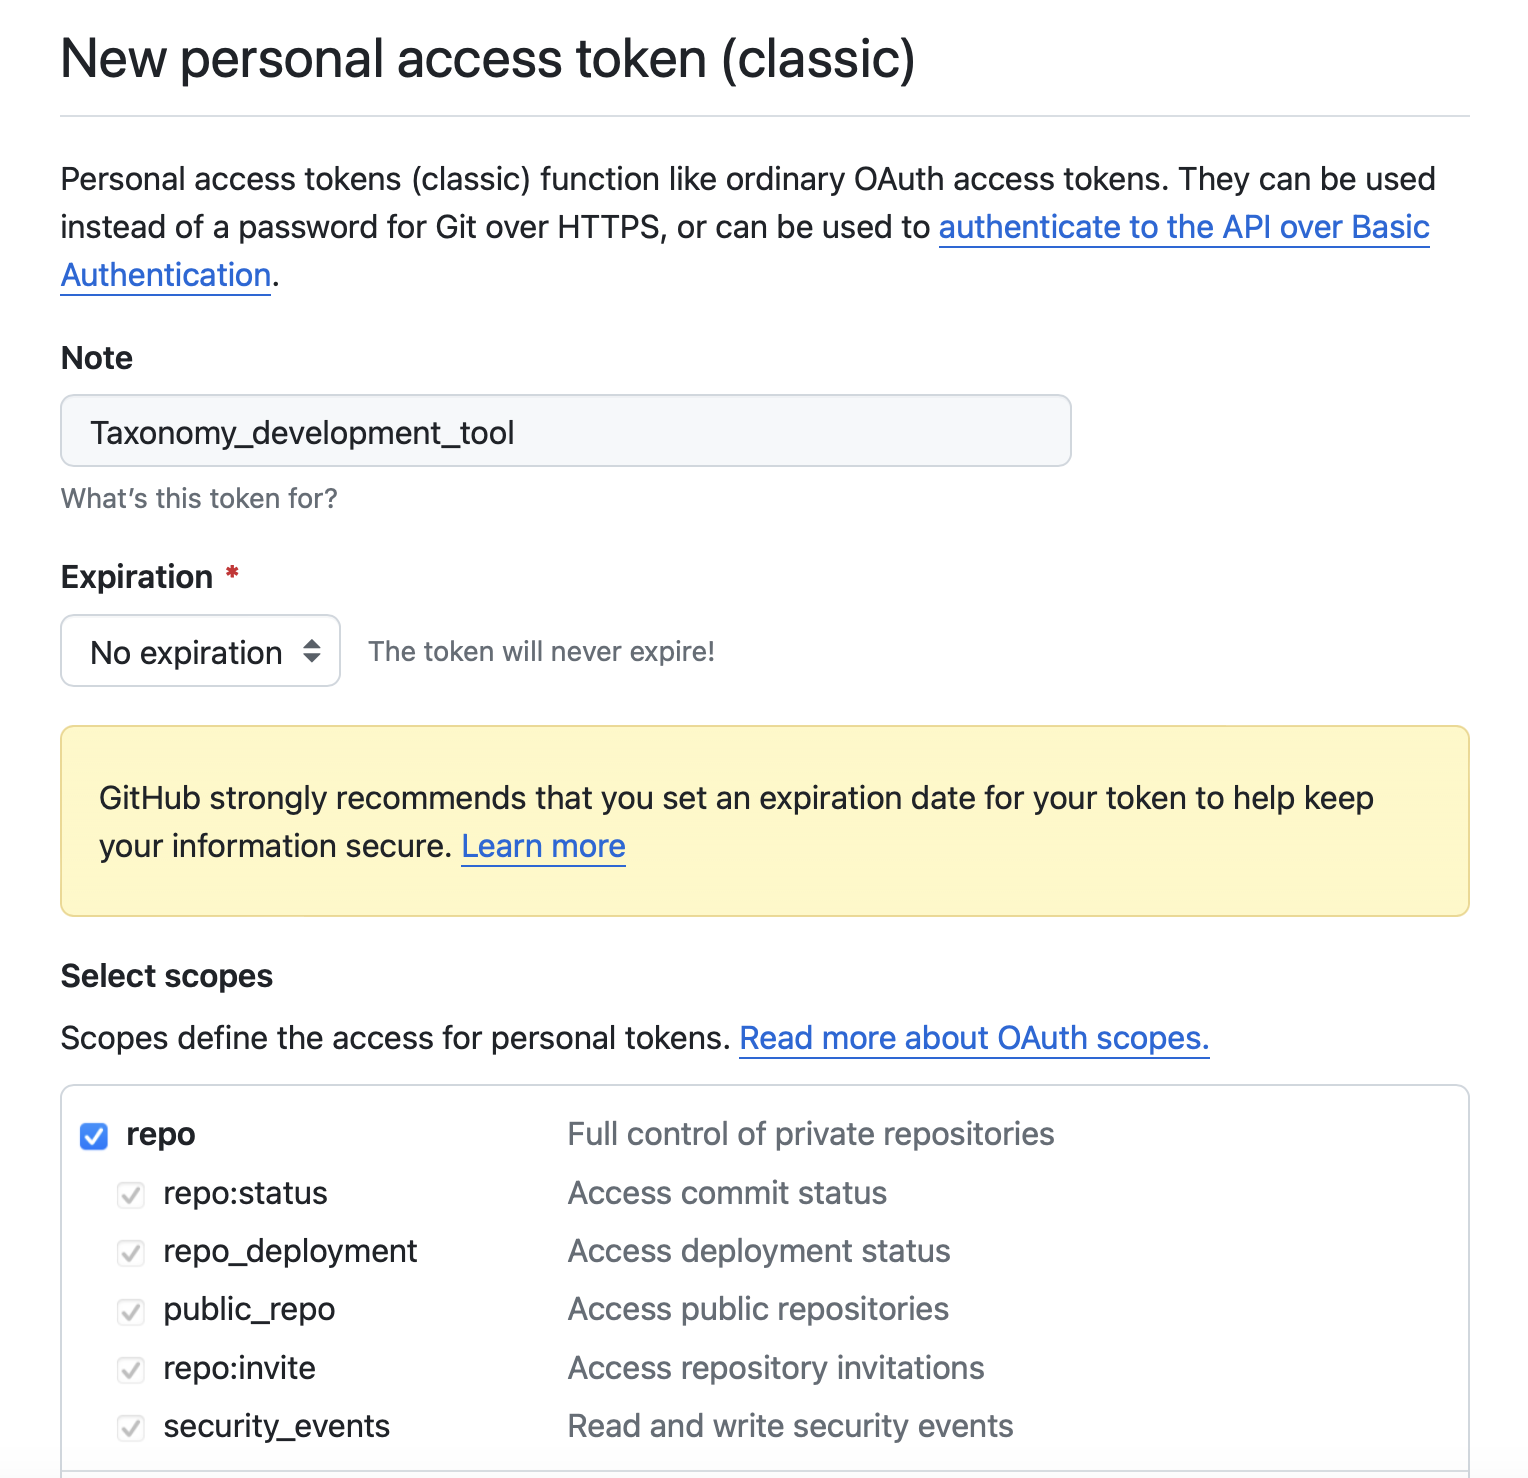 New personal access token (classic)
Personal access tokens (classic) function like ordinary OAuth access tokens. They can be used
instead of a password for Git over HTTPS, or can be used to authenticate to the API over Basic
Authentication.
Note
Taxonomy_development_tool
What's this token for?
Expiration *
No expiration The token will never expire!
GitHub strongly recommends that you set an expiration date for your token to help keep
your information secure. Learn more
Select scopes
Scopes define the access for personal tokens. Read more about OAuth scopes.
repo Full control of private repositories
repo:status Access commit status
repo_deployment Access deployment status
public_repo Access public repositories
repo:invite Access repository invitations
security_events Read and write security events